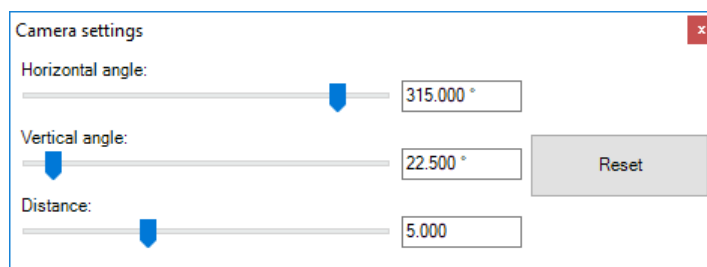 Camera settings
x
Horizontal angle:
315.000 °
Vertical angle:
22.500 °
Reset
Distance:
5.000